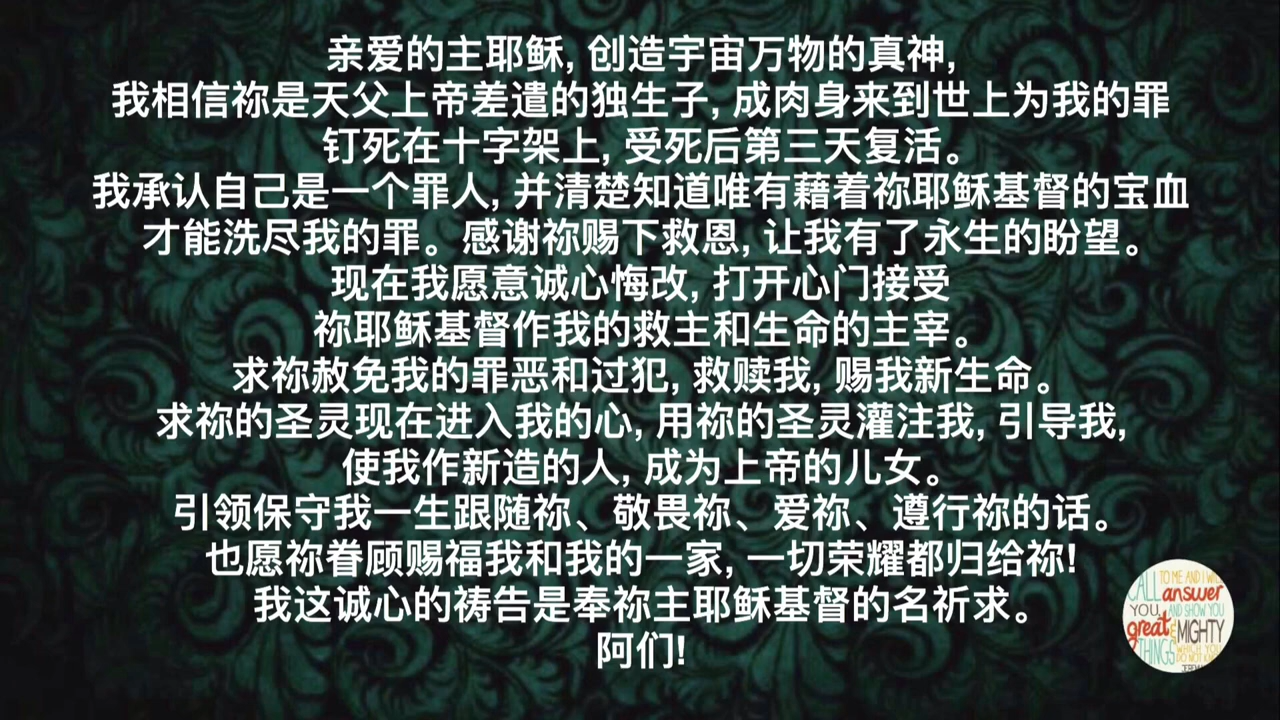 亲爱的主耶稣, 创造宇宙万物的真神,
我相信祢是天父上帝差遣的独生子, 成肉身来到世上为我的罪
钉死在十字架上, 受死后第三天复活。
我承认自己是一个罪人, 并清楚知道唯有藉着祢耶稣基督的宝血
才能洗尽我的罪。感谢祢赐下救恩, 让我有了永生的盼望。
现在我愿意诚心悔改, 打开心门接受
祢耶稣基督作我的救主和生命的主宰。
求祢赦免我的罪恶和过犯, 救赎我, 赐我新生命。
求祢的圣灵现在进入我的心, 用祢的圣灵灌注我, 引导我,
使我作新造的人, 成为上帝的儿女。
引领保守我一生跟随祢、敬畏祢、爱祢、遵行祢的话。
也愿祢眷顾赐福我和我的一家, 一切荣耀都归给祢!
我这诚心的祷告是奉祢主耶稣基督的名祈求。
阿们!
CALL TO ME AND I WILL
answer
YOU AND SHOW YOU
great & MIGHTY
THINGS WHICH YOU
DO NOT